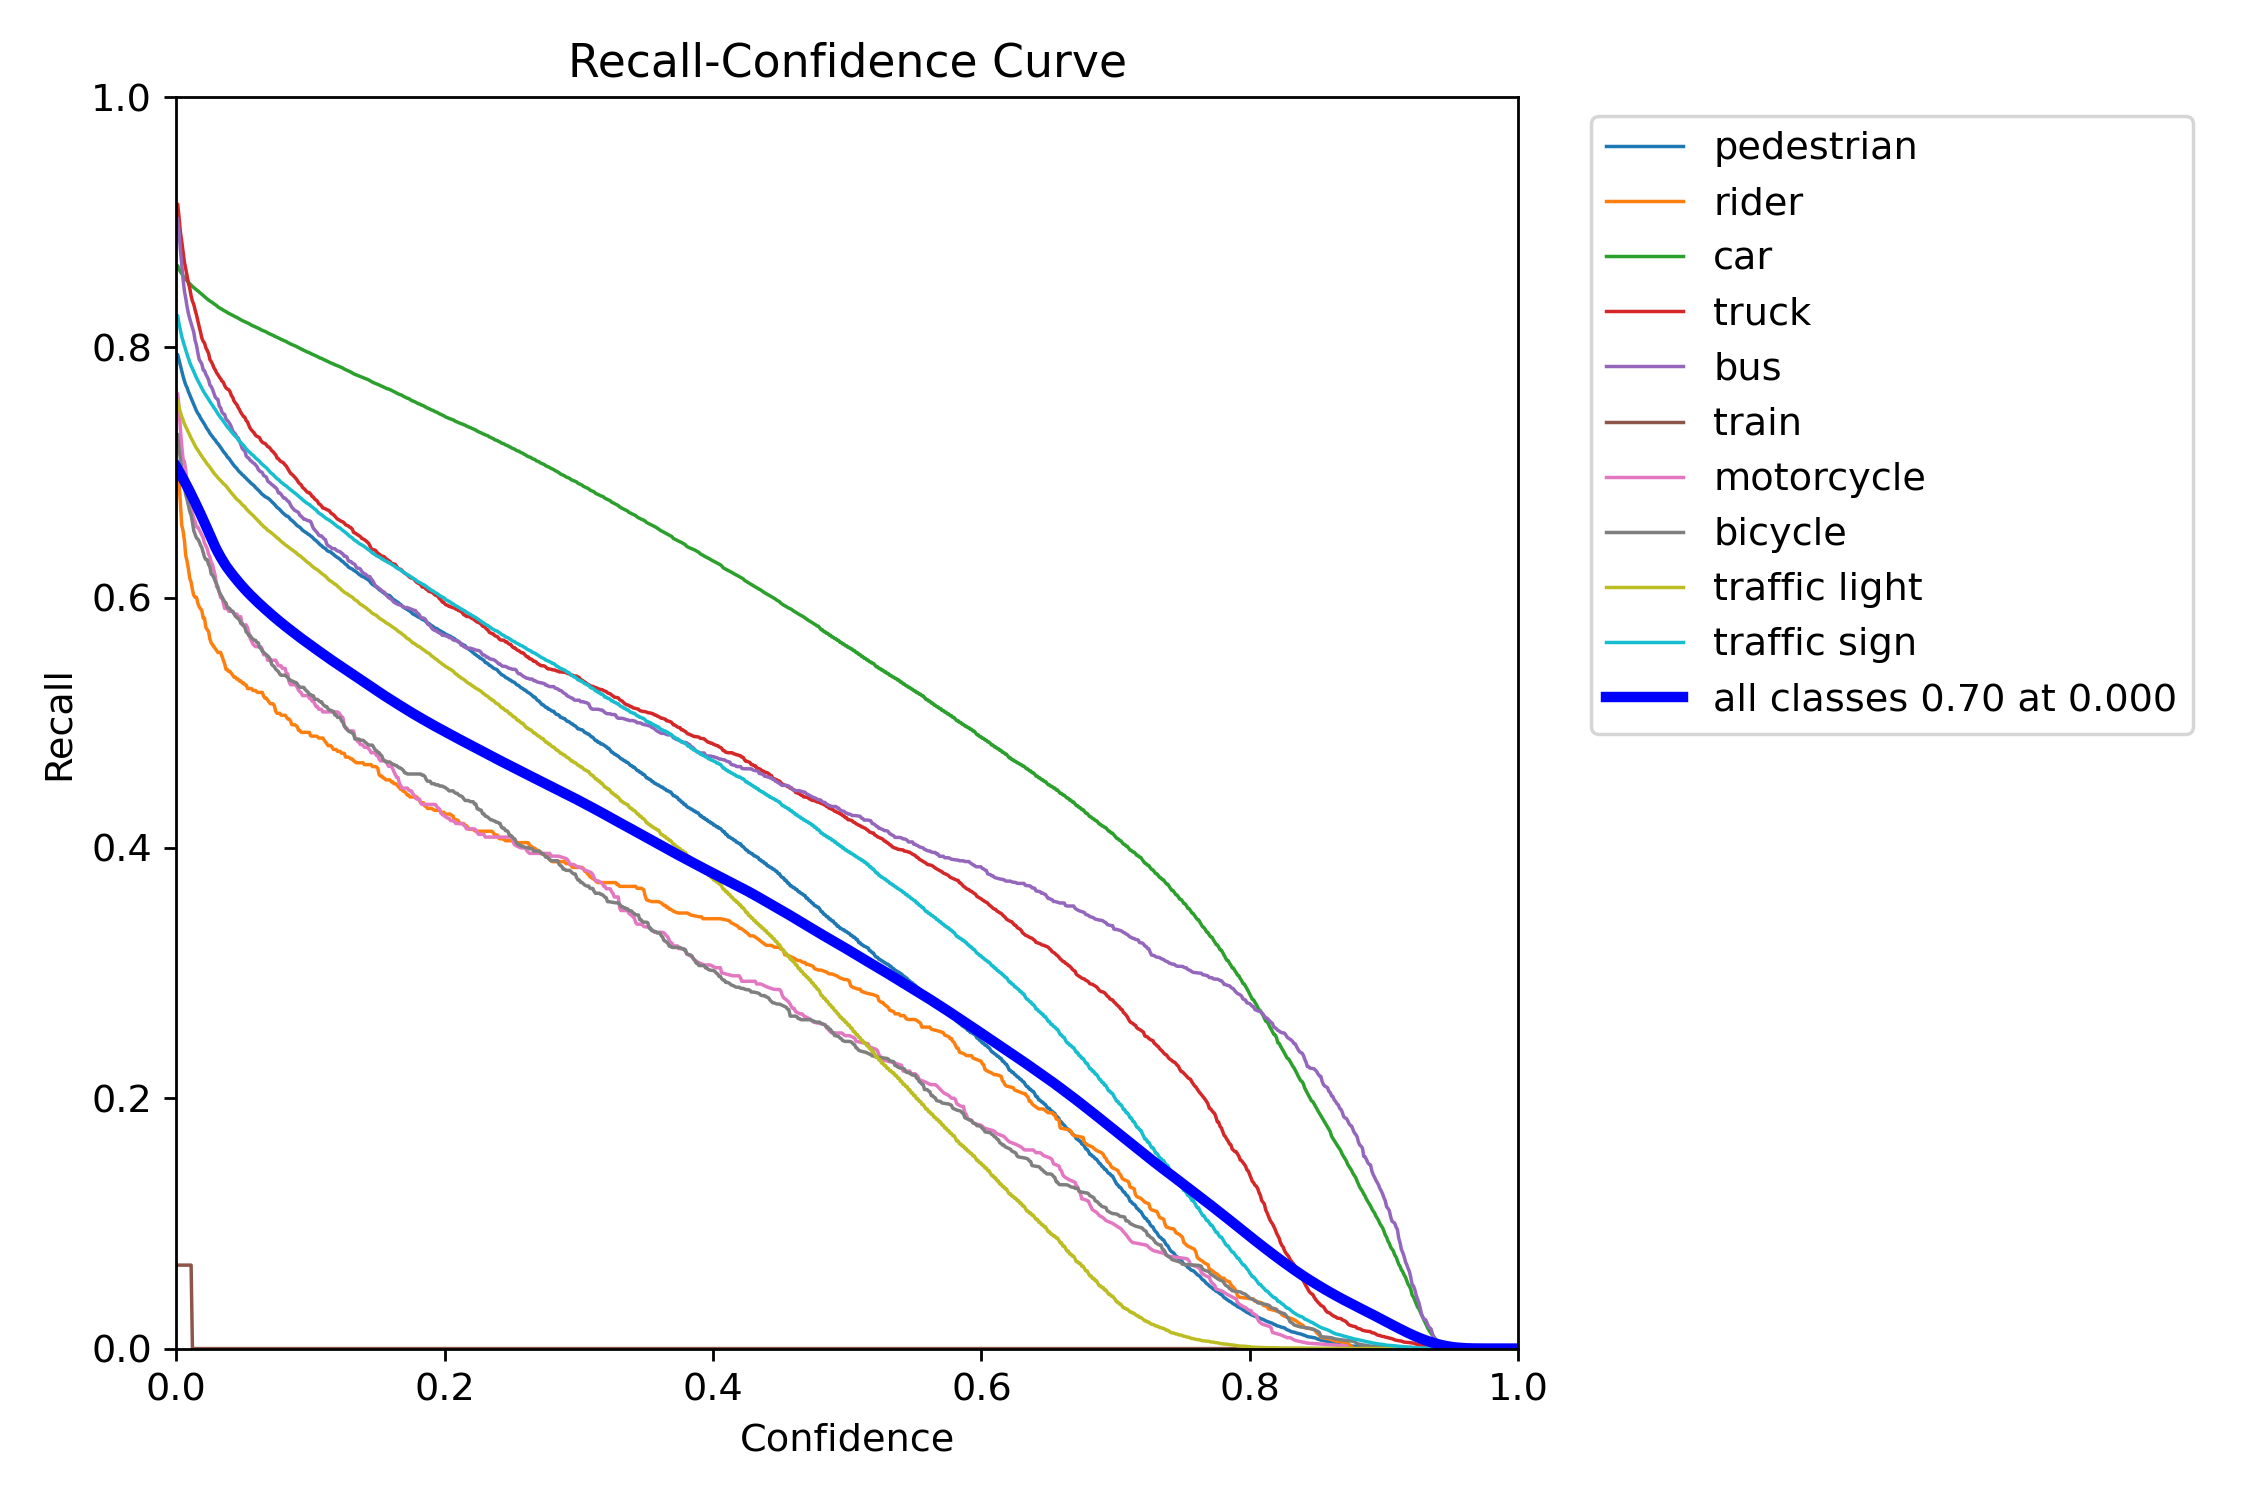 Recall-Confidence Curve
1.0
0.8
0.6
0.4
0.2
0.0
Recall
0.0 0.2 0.4 0.6 0.8 1.0
Confidence
pedestrian
rider
car
truck
bus
train
motorcycle
bicycle
traffic light
traffic sign
all classes 0.70 at 0.000